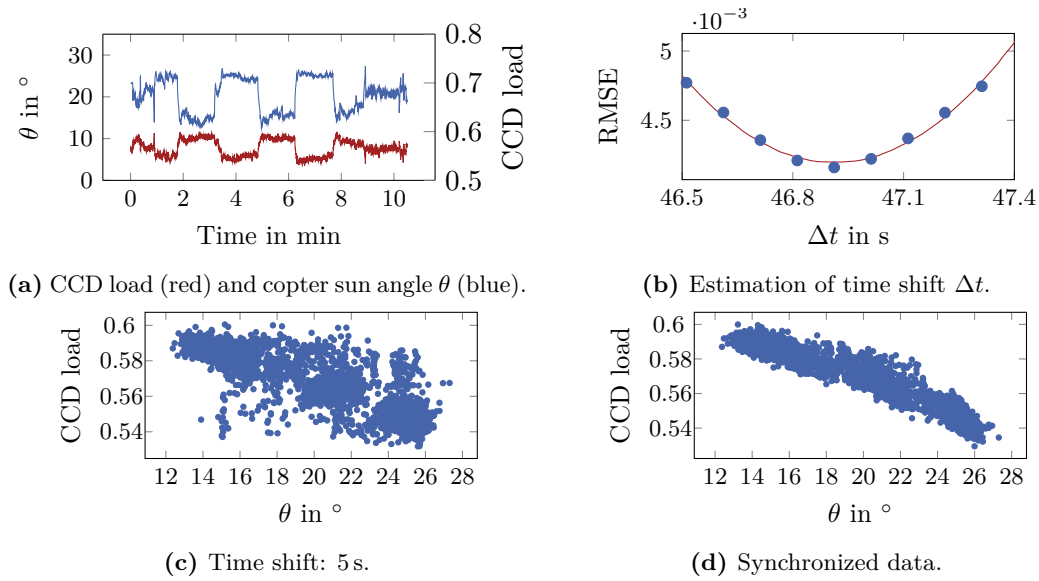 0 2 4 6 8 10
0
10
20
30
Time in min
θ in °
0.5
0.6
0.7
0.8
CCD load
(a) CCD load (red) and copter sun angle θ (blue).
·10⁻³
46.5 46.8 47.1 47.4
4.5
5
Δt in s
RMSE
(b) Estimation of time shift Δt.
12 14 16 18 20 22 24 26 28
0.54
0.56
0.58
0.6
θ in °
CCD load
(c) Time shift: 5 s.
12 14 16 18 20 22 24 26 28
0.54
0.56
0.58
0.6
θ in °
CCD load
(d) Synchronized data.